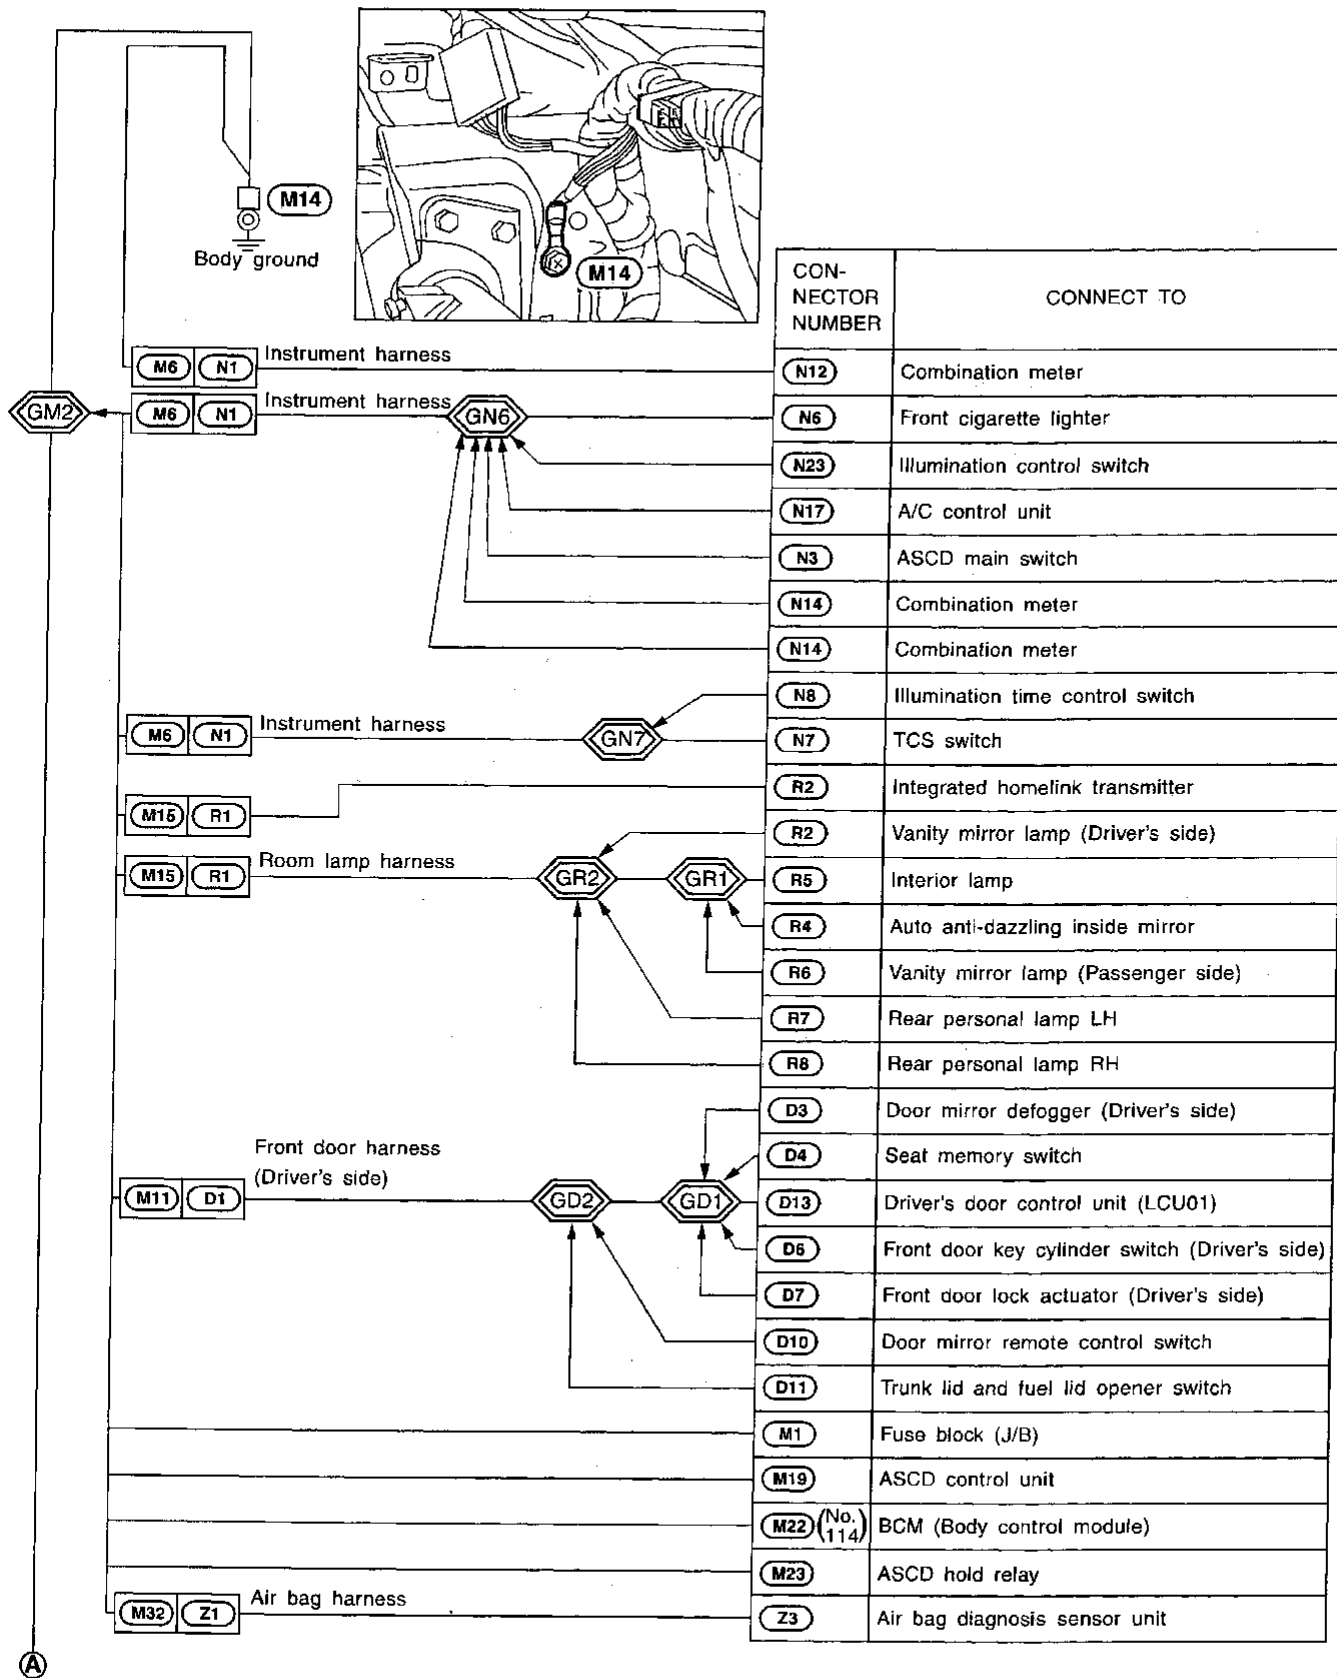 M14
Body ground
M14
CON-
NECTOR
NUMBER
CONNECT TO
M6 N1 Instrument harness N12 Combination meter
GM2 M6 N1 Instrument harness GN6 N6 Front cigarette lighter
N23 Illumination control switch
N17 A/C control unit
N3 ASCD main switch
N14 Combination meter
N14 Combination meter
N8 Illumination time control switch
M6 N1 Instrument harness GN7 N7 TCS switch
M15 R1 R2 Integrated homelink transmitter
R2 Vanity mirror lamp (Driver's side)
M15 R1 Room lamp harness GR2 GR1 R5 Interior lamp
R4 Auto anti-dazzling inside mirror
R6 Vanity mirror lamp (Passenger side)
R7 Rear personal lamp LH
R8 Rear personal lamp RH
D3 Door mirror defogger (Driver's side)
Front door harness
(Driver's side)
D4 Seat memory switch
M11 D1 GD2 GD1 D13 Driver's door control unit (LCU01)
D6 Front door key cylinder switch (Driver's side)
D7 Front door lock actuator (Driver's side)
D10 Door mirror remote control switch
D11 Trunk lid and fuel lid opener switch
M1 Fuse block (J/B)
M19 ASCD control unit
M22 (No. 114) BCM (Body control module)
M23 ASCD hold relay
M32 Z1 Air bag harness Z3 Air bag diagnosis sensor unit
A